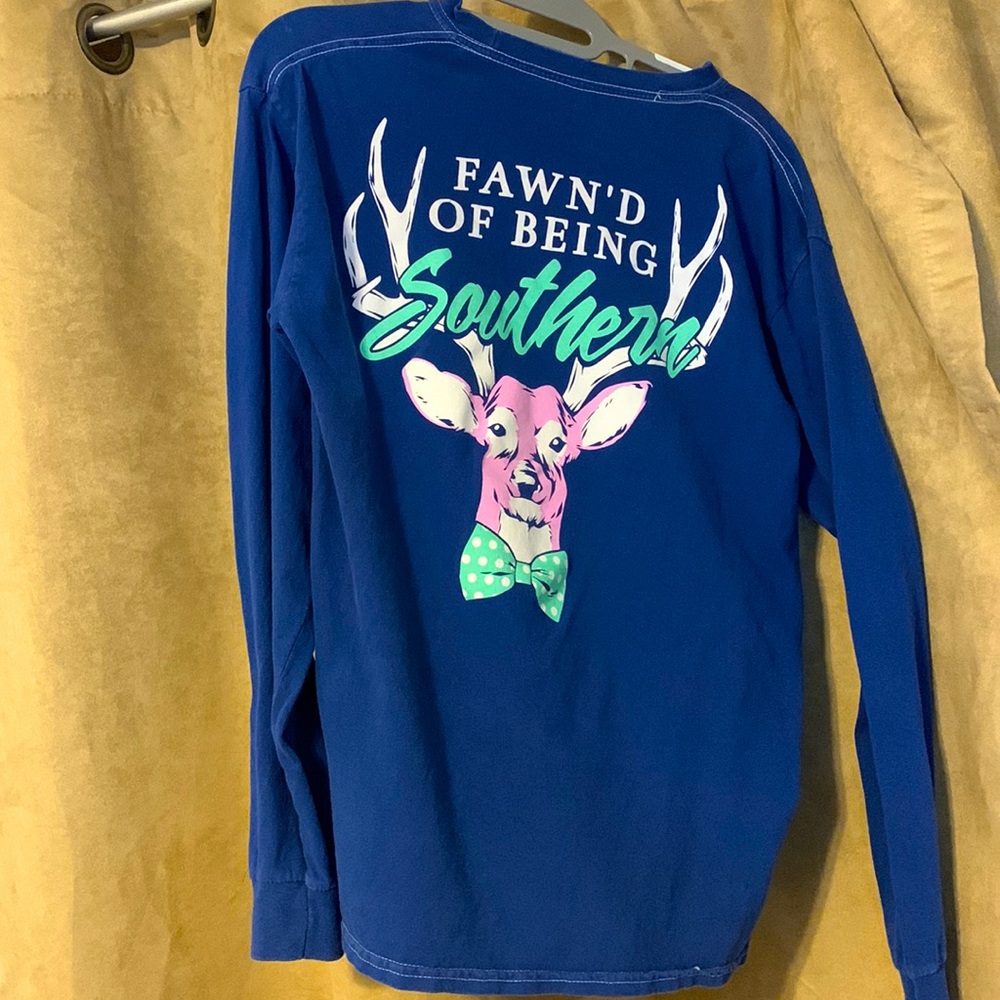 FAWN'D
OF BEING
Southern